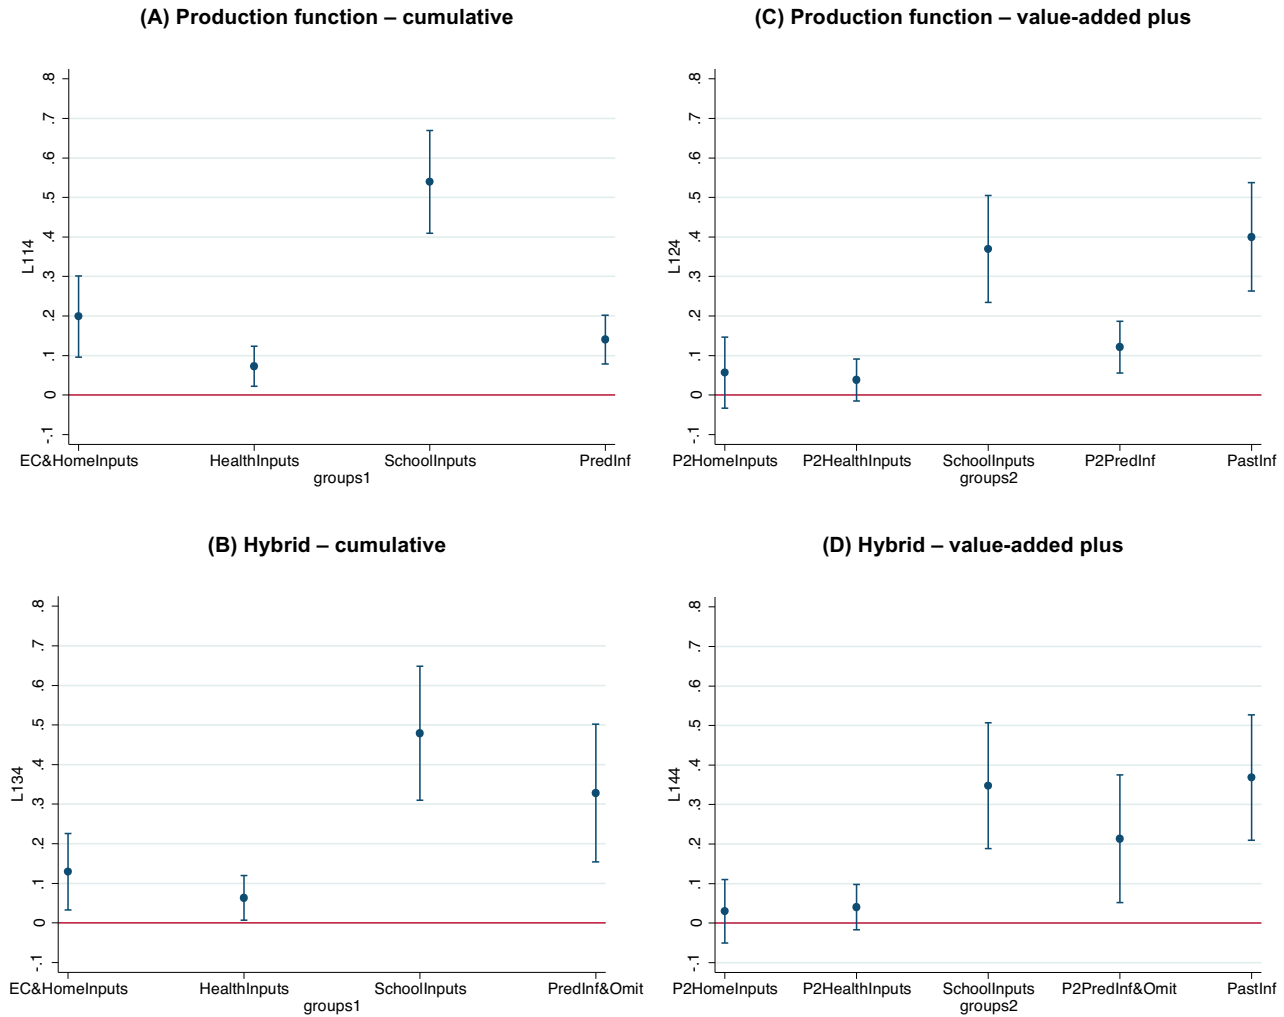 (A) Production function – cumulative
.8
.7
.6
.5
.4
.3
.2
.1
0
-.1
L114
EC&HomeInputs HealthInputs SchoolInputs PredInf
groups1
(C) Production function – value-added plus
.8
.7
.6
.5
.4
.3
.2
.1
0
-.1
L124
P2HomeInputs P2HealthInputs SchoolInputs P2PredInf PastInf
groups2
(B) Hybrid – cumulative
.8
.7
.6
.5
.4
.3
.2
.1
0
-.1
L134
EC&HomeInputs HealthInputs SchoolInputs PredInf&Omit
groups1
(D) Hybrid – value-added plus
.8
.7
.6
.5
.4
.3
.2
.1
0
-.1
L144
P2HomeInputs P2HealthInputs SchoolInputs P2PredInf&Omit PastInf
groups2